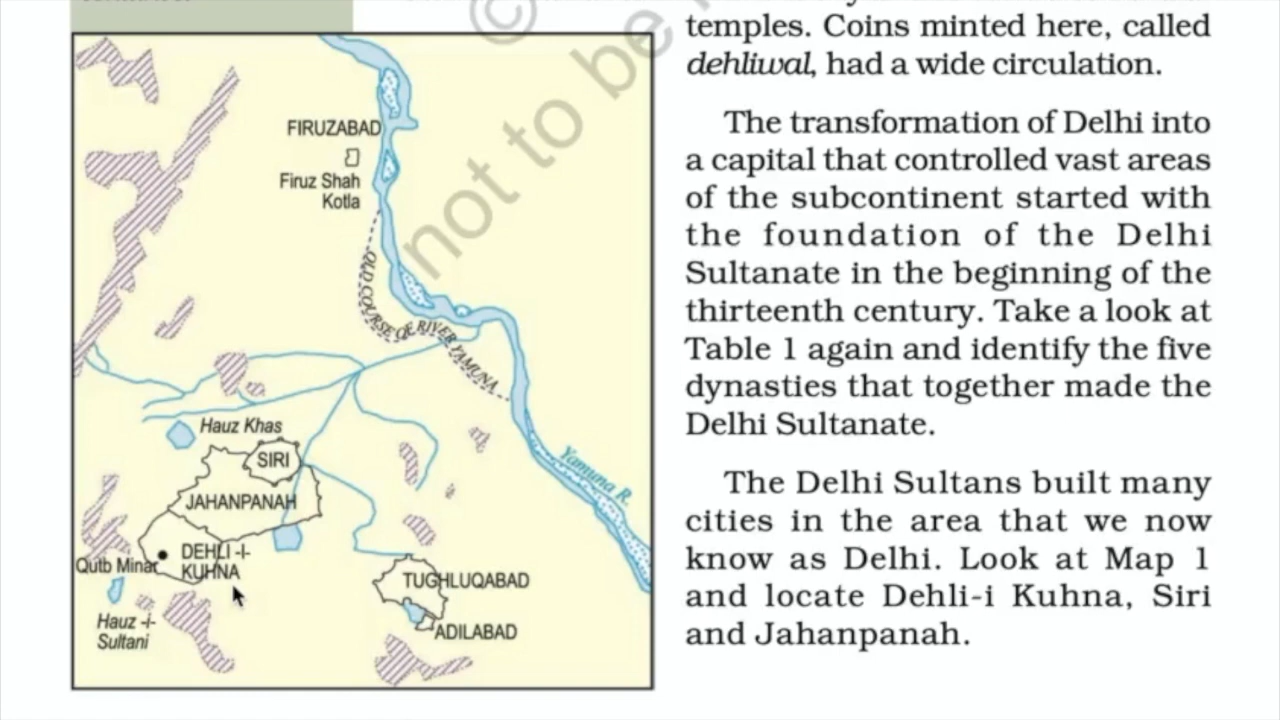 FIRUZABAD
Firuz Shah
Kotla
OLD COURSE OF RIVER YAMUNA
Hauz Khas
SIRI
JAHANPANAH
Yamuna R.
DEHLI -I-
KUHNA
Qutb Minar
Hauz -i-
Sultani
TUGHLUQABAD
ADILABAD
© not to be
temples. Coins minted here, called
dehliwal, had a wide circulation.
The transformation of Delhi into
a capital that controlled vast areas
of the subcontinent started with
the foundation of the Delhi
Sultanate in the beginning of the
thirteenth century. Take a look at
Table 1 again and identify the five
dynasties that together made the
Delhi Sultanate.
The Delhi Sultans built many
cities in the area that we now
know as Delhi. Look at Map 1
and locate Dehli-i Kuhna, Siri
and Jahanpanah.